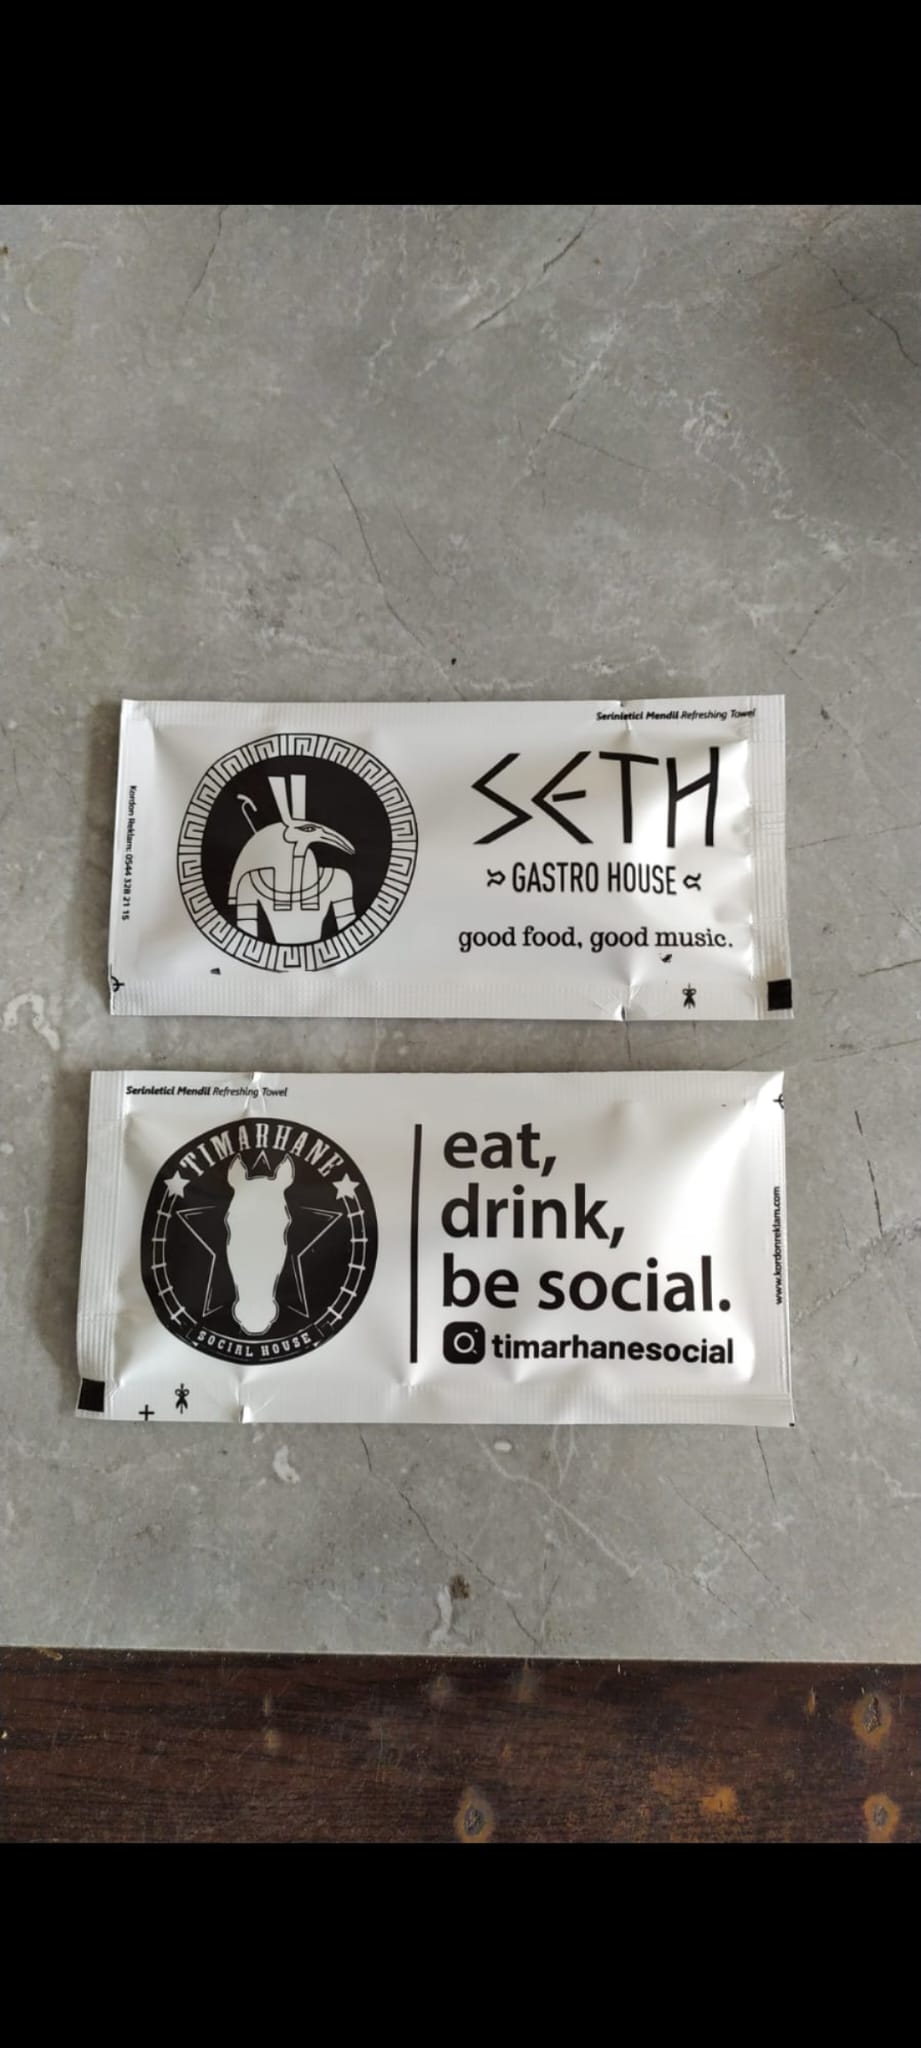 Serinletici Mendil Refreshing Towel
Kordon Reklam: 0544 328 21 15
SETH
GASTRO HOUSE
good food, good music.
Serinletici Mendil Refreshing Towel
TIMARHANE
SOCIAL HOUSE
eat,
drink,
be social.
timarhanesocial
www.kordonreklam.com